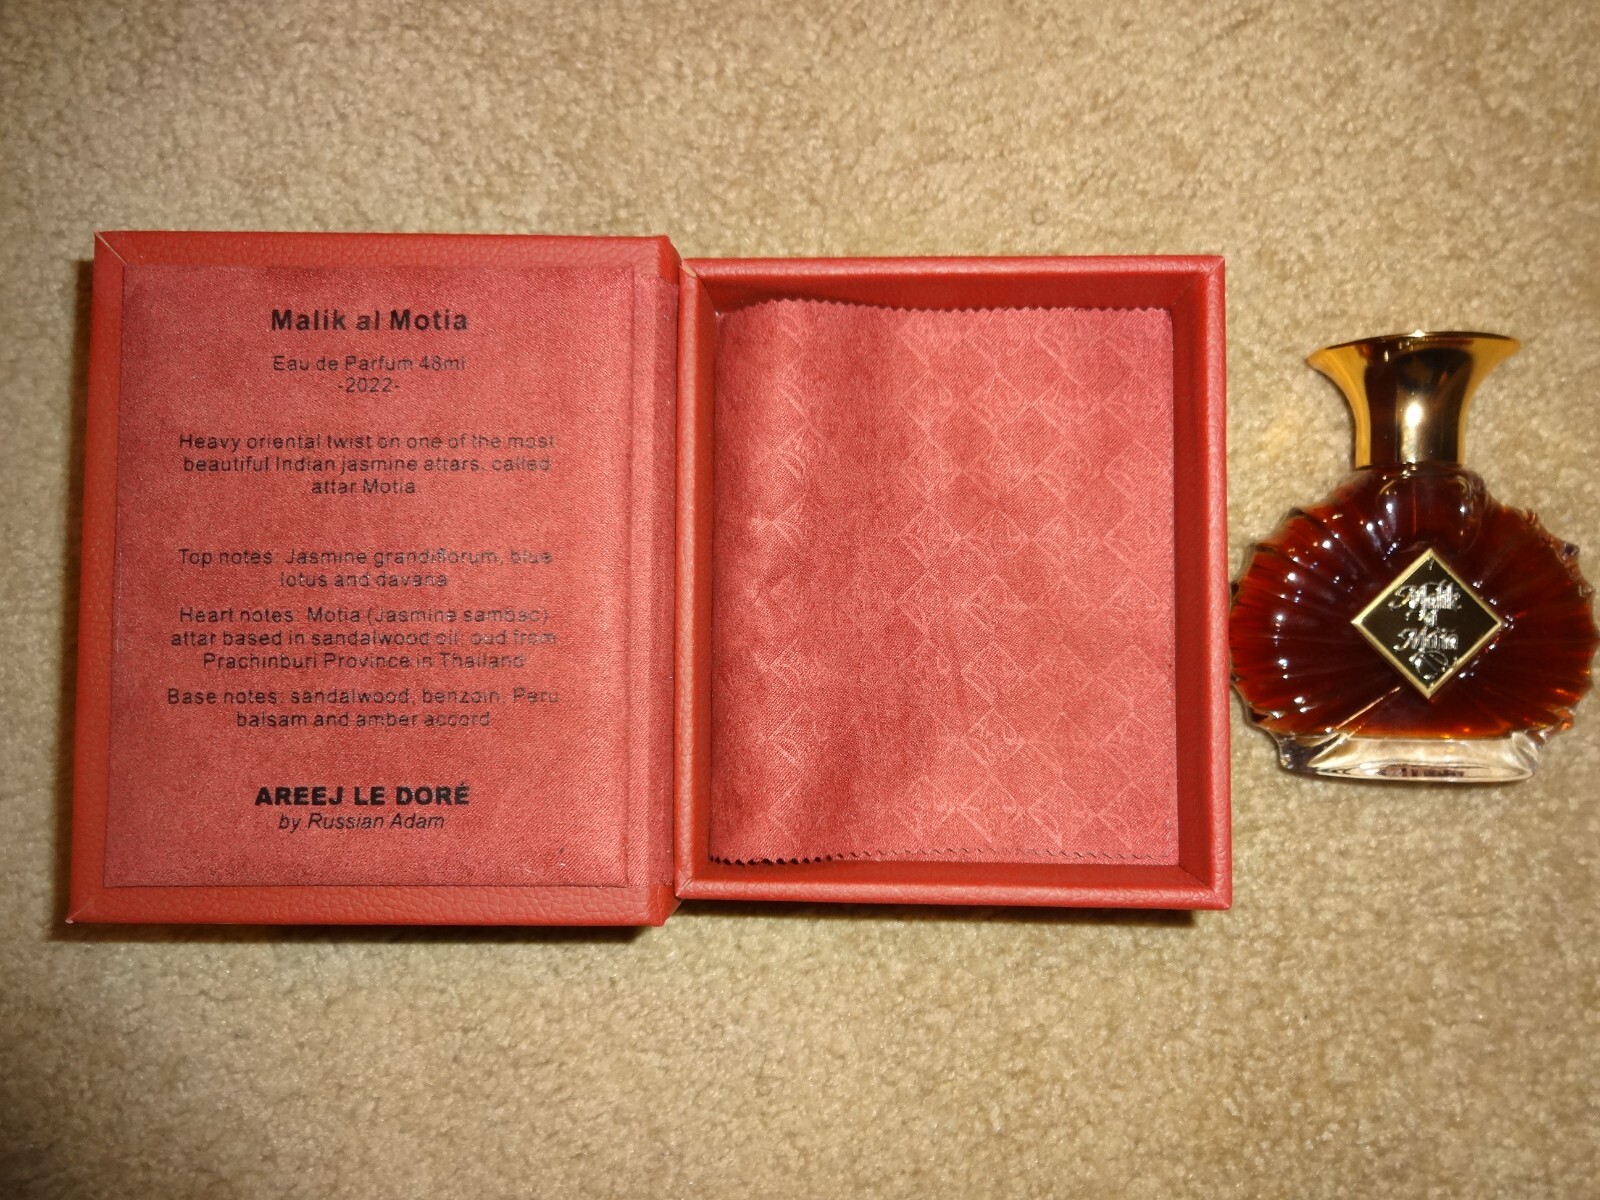 Malik al Motia
Eau de Parfum 48ml
-2022-
Heavy oriental twist on one of the most
beautiful Indian jasmine attars, called
attar Motia.
Top notes: Jasmine grandiflorum, blue
lotus and davana
Heart notes: Motia (Jasmine sambac)
attar based in sandalwood oil; oud from
Prachinburi Province in Thailand
Base notes: sandalwood, benzoin, Peru
balsam and amber accord
AREEJ LE DORÉ
by Russian Adam
Malik
al
Motia